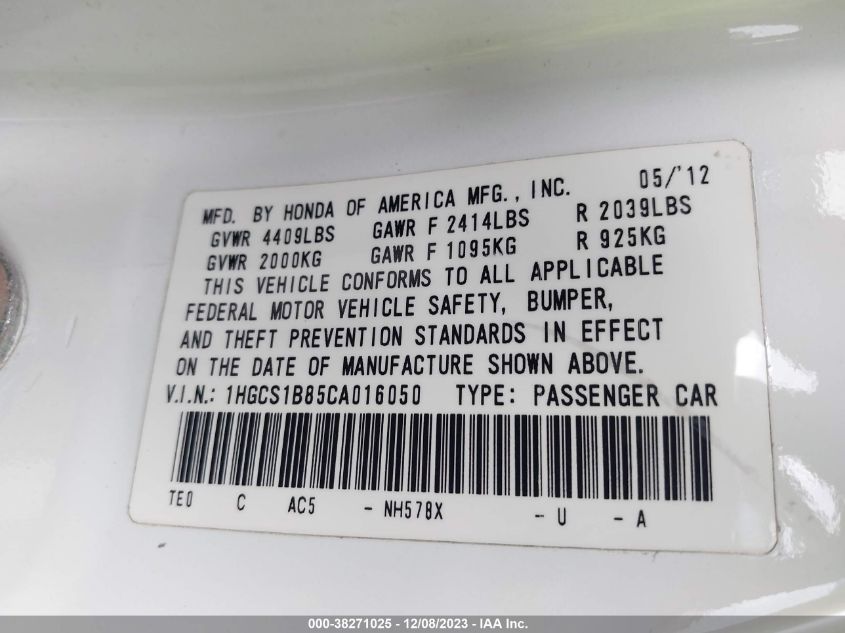 MFD. BY HONDA OF AMERICA MFG., INC. 05/'12
GVWR 4409LBS GAWR F 2414LBS R 2039LBS
GVWR 2000KG GAWR F 1095KG R 925KG
THIS VEHICLE CONFORMS TO ALL APPLICABLE
FEDERAL MOTOR VEHICLE SAFETY, BUMPER,
AND THEFT PREVENTION STANDARDS IN EFFECT
ON THE DATE OF MANUFACTURE SHOWN ABOVE.
V.I.N.: 1HGCS1B85CA016050 TYPE: PASSENGER CAR
TE0 C AC5 - NH578X - U - A
000-38271025 - 12/08/2023 - IAA Inc.